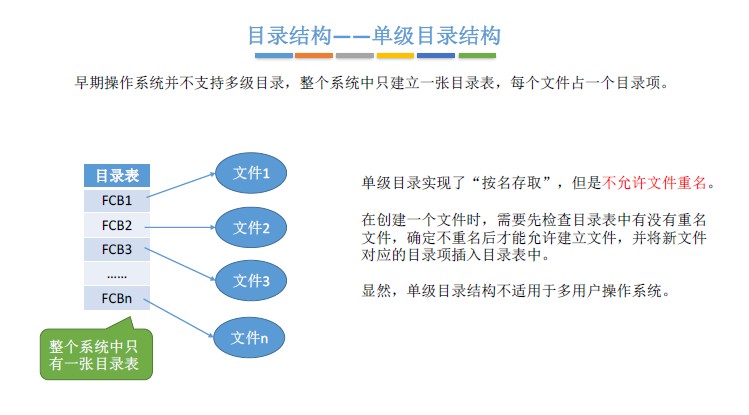 目录结构——单级目录结构
早期操作系统并不支持多级目录，整个系统中只建立一张目录表，每个文件占一个目录项。
目录表
FCB1
FCB2
FCB3
……
FCBn
文件1
文件2
文件3
文件n
整个系统中只
有一张目录表
单级目录实现了“按名存取”，但是不允许文件重名。
在创建一个文件时，需要先检查目录表中有没有重名
文件，确定不重名后才能允许建立文件，并将新文件
对应的目录项插入目录表中。
显然，单级目录结构不适用于多用户操作系统。